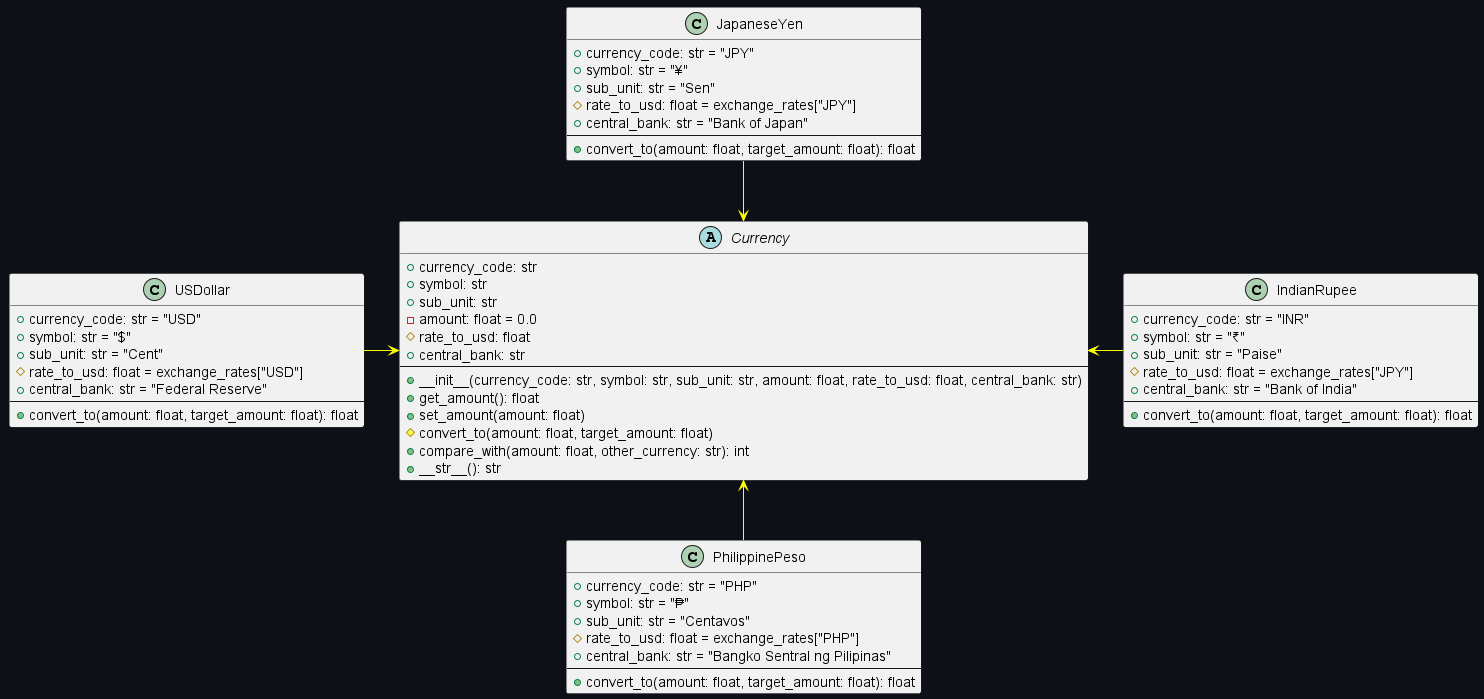 C JapaneseYen
currency_code: str = "JPY"
symbol: str = "¥"
sub_unit: str = "Sen"
rate_to_usd: float = exchange_rates["JPY"]
central_bank: str = "Bank of Japan"
convert_to(amount: float, target_amount: float): float
A Currency
currency_code: str
symbol: str
sub_unit: str
amount: float = 0.0
rate_to_usd: float
central_bank: str
__init__(currency_code: str, symbol: str, sub_unit: str, amount: float, rate_to_usd: float, central_bank: str)
get_amount(): float
set_amount(amount: float)
convert_to(amount: float, target_amount: float)
compare_with(amount: float, other_currency: str): int
__str__(): str
C USDollar
currency_code: str = "USD"
symbol: str = "$"
sub_unit: str = "Cent"
rate_to_usd: float = exchange_rates["USD"]
central_bank: str = "Federal Reserve"
convert_to(amount: float, target_amount: float): float
C IndianRupee
currency_code: str = "INR"
symbol: str = "₹"
sub_unit: str = "Paise"
rate_to_usd: float = exchange_rates["JPY"]
central_bank: str = "Bank of India"
convert_to(amount: float, target_amount: float): float
C PhilippinePeso
currency_code: str = "PHP"
symbol: str = "₱"
sub_unit: str = "Centavos"
rate_to_usd: float = exchange_rates["PHP"]
central_bank: str = "Bangko Sentral ng Pilipinas"
convert_to(amount: float, target_amount: float): float